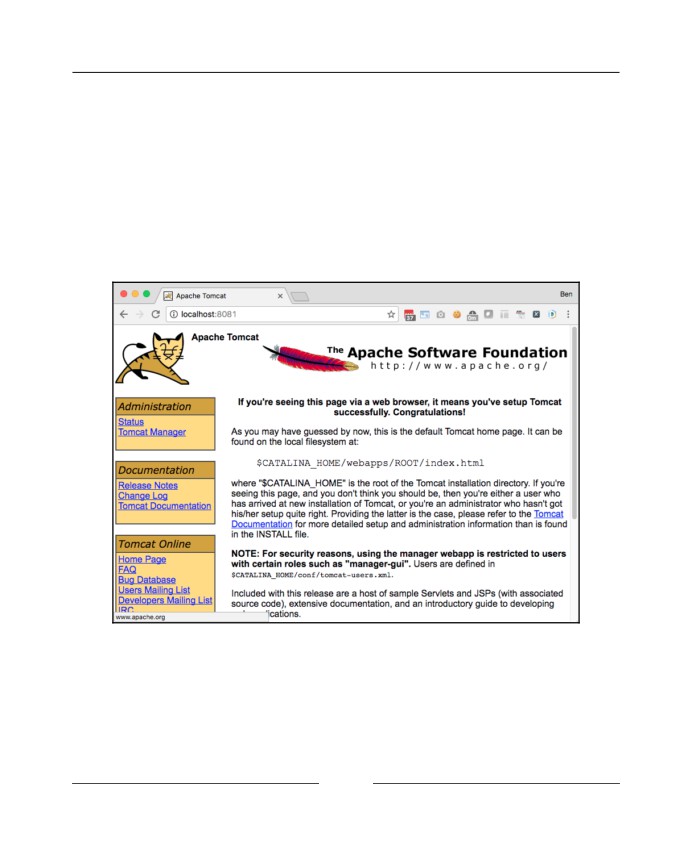 Apache Tomcat
Ben
localhost:8081
37
Apache Tomcat
The Apache Software Foundation
http://www.apache.org/
Administration
Status
Tomcat Manager
Documentation
Release Notes
Change Log
Tomcat Documentation
Tomcat Online
Home Page
FAQ
Bug Database
Users Mailing List
Developers Mailing List
IRC
www.apache.org
If you're seeing this page via a web browser, it means you've setup Tomcat
successfully. Congratulations!
As you may have guessed by now, this is the default Tomcat home page. It can be
found on the local filesystem at:
$CATALINA_HOME/webapps/ROOT/index.html
where "$CATALINA_HOME" is the root of the Tomcat installation directory. If you're
seeing this page, and you don't think you should be, then you're either a user who
has arrived at new installation of Tomcat, or you're an administrator who hasn't got
his/her setup quite right. Providing the latter is the case, please refer to the Tomcat
Documentation for more detailed setup and administration information than is found
in the INSTALL file.
NOTE: For security reasons, using the manager webapp is restricted to users
with certain roles such as "manager-gui". Users are defined in
$CATALINA_HOME/conf/tomcat-users.xml.
Included with this release are a host of sample Servlets and JSPs (with associated
source code), extensive documentation, and an introductory guide to developing